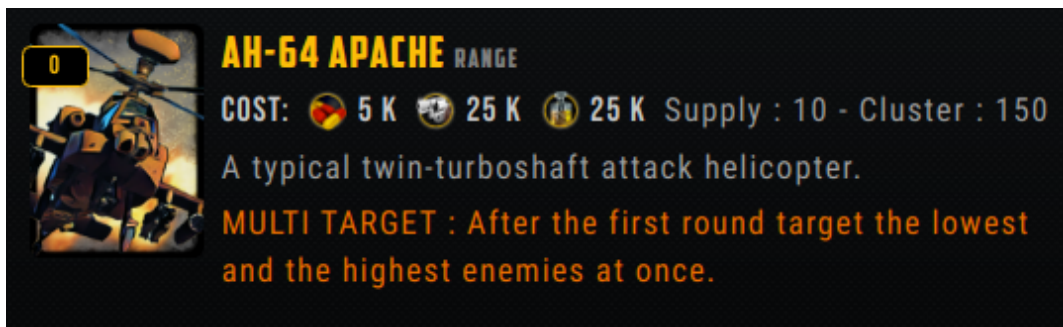 0
AH-64 APACHE RANGE
COST: 5 K 25 K 25 K Supply : 10 - Cluster : 150
A typical twin-turboshaft attack helicopter.
MULTI TARGET : After the first round target the lowest
and the highest enemies at once.